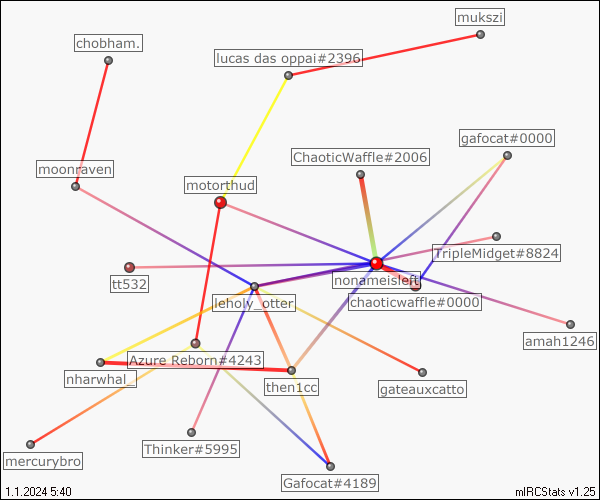 mukszi
chobham.
lucas das oppai#2396
gafocat#0000
ChaoticWaffle#2006
moonraven
motorthud
TripleMidget#8824
nonameisleft
tt532
leholy_otter
chaoticwaffle#0000
amah1246
Azure Reborn#4243
nharwhal_
then1cc
gateauxcatto
Thinker#5995
mercurybro
Gafocat#4189
1.1.2024 5:40
mIRCStats v1.25